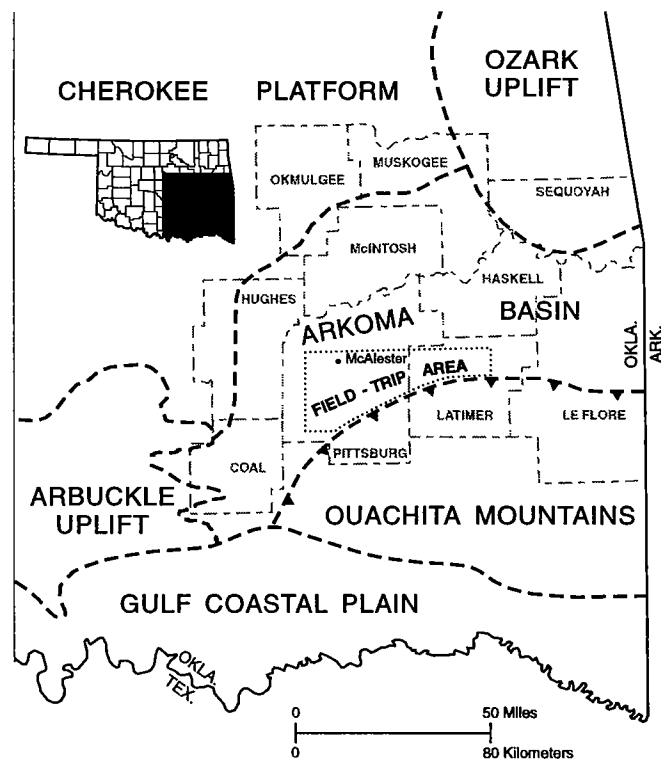 OZARK
UPLIFT
CHEROKEE PLATFORM
MUSKOGEE
OKMULGEE
SEQUOYAH
McINTOSH
HASKELL
HUGHES
BASIN
ARKOMA
OKLA.
ARK.
McAlester
FIELD - TRIP AREA
LATIMER
LE FLORE
PITTSBURG
COAL
ARBUCKLE
UPLIFT
OUACHITA MOUNTAINS
GULF COASTAL PLAIN
OKLA.
TEX.
0 50 Miles
0 80 Kilometers